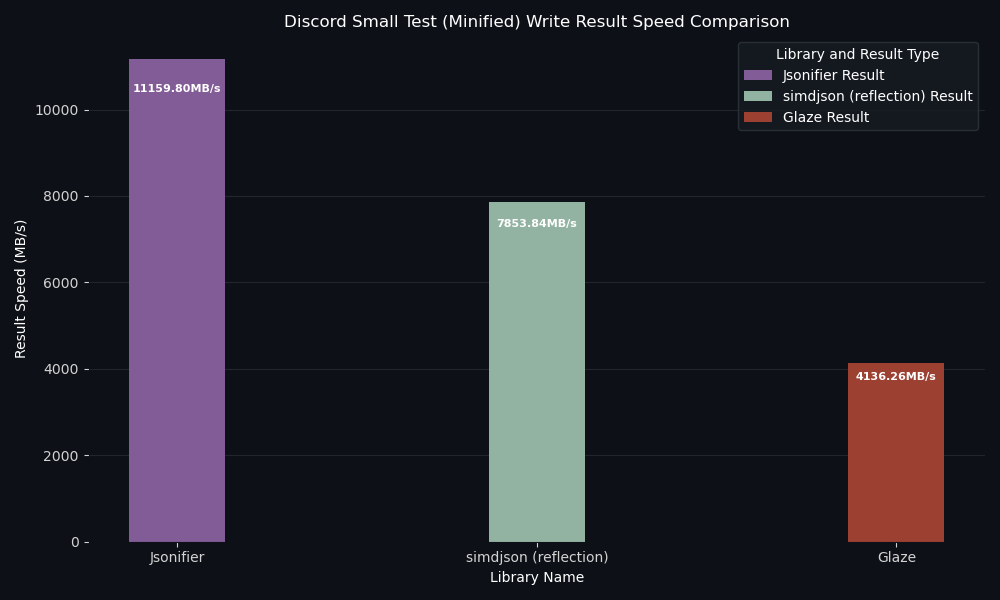 Discord Small Test (Minified) Write Result Speed Comparison
Library and Result Type
Jsonifier Result
simdjson (reflection) Result
Glaze Result
Result Speed (MB/s)
10000
8000
6000
4000
2000
0
11159.80MB/s
7853.84MB/s
4136.26MB/s
Jsonifier
simdjson (reflection)
Glaze
Library Name